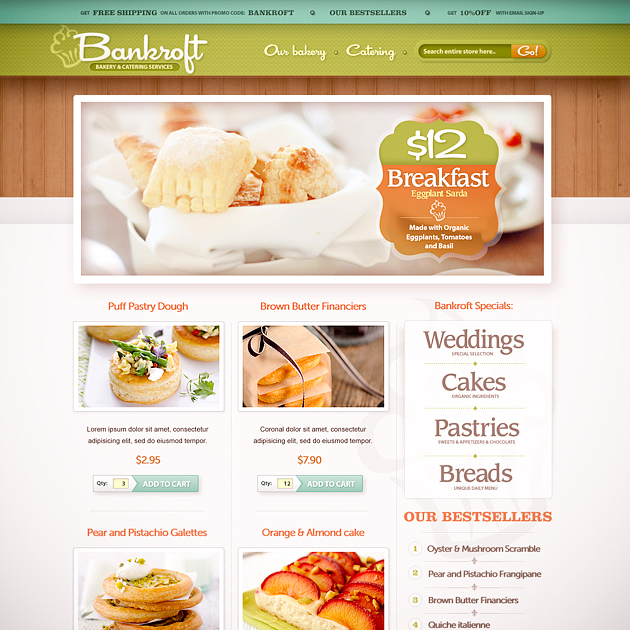 GET FREE SHIPPING ON ALL ORDERS WITH PROMO CODE: BANKROFT
OUR BESTSELLERS
GET 10%OFF WITH EMAIL SIGN-UP
Bankroft
BAKERY & CATERING SERVICES
Our bakery
Catering
Search entire store here..
Go!
$12
Breakfast
Eggplant Sarda
Made with Organic
Eggplants, Tomatoes
and Basil
Puff Pastry Dough
Brown Butter Financiers
Bankroft Specials:
Weddings
SPECIAL SELECTION
Cakes
ORGANIC INGRIDIENTS
Pastries
SWEETS & APPETIZERS & CHOCOLATE
Breads
UNIQUE DAILY MENU
Lorem ipsum dolor sit amet, consectetur
adipisicing elit, sed do eiusmod tempor.
$2.95
Qty: 3 ADD TO CART
Coronal dolor sit amet, consectetur
adipisicing elit, sed do eiusmod tempor.
$7.90
Qty: 12 ADD TO CART
Pear and Pistachio Galettes
Orange & Almond cake
OUR BESTSELLERS
1 Oyster & Mushroom Scramble
2 Pear and Pistachio Frangipane
3 Brown Butter Financiers
4 Quiche italienne